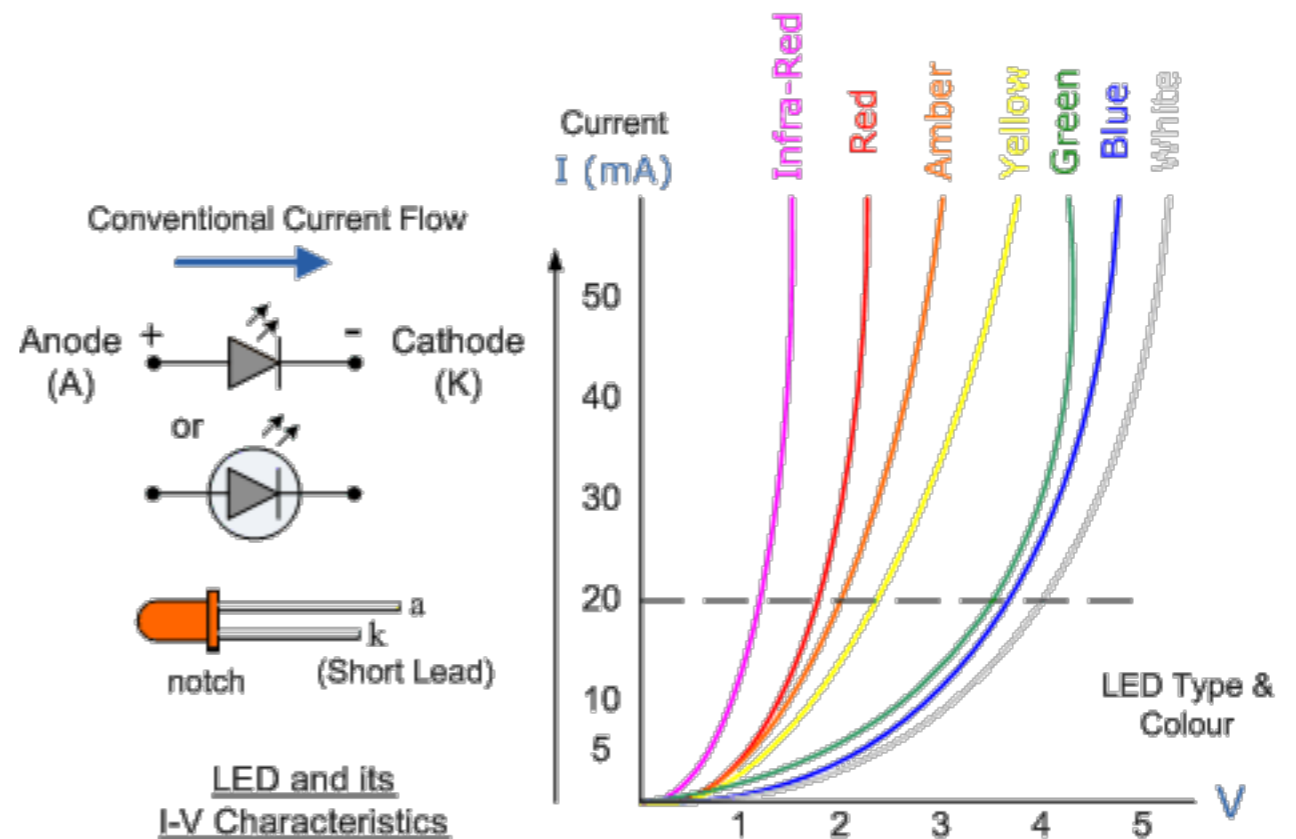 Conventional Current Flow
Anode
(A)
+
-
Cathode
(K)
or
a
k
(Short Lead)
notch
LED and its
I-V Characteristics
Current
I (mA)
50
40
30
20
10
5
Infra-Red
Red
Amber
Yellow
Green
Blue
White
LED Type &
Colour
V
1 2 3 4 5